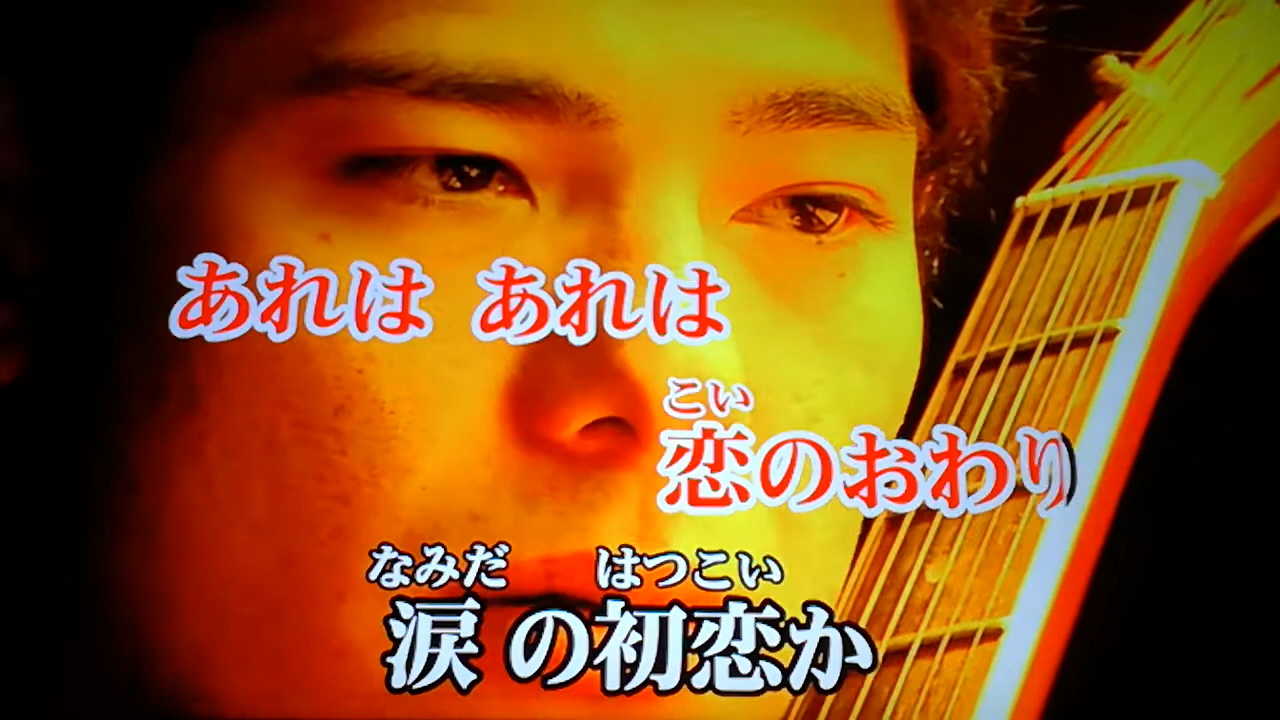 あれは あれは
こい
恋のおわり
なみだ はつこい
涙の初恋か